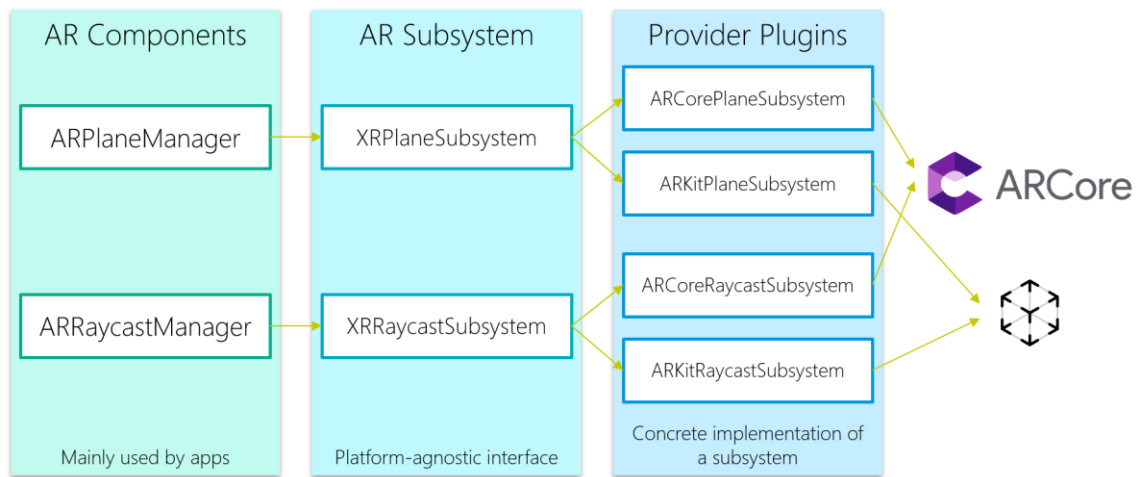 AR Components
ARPlaneManager
ARRaycastManager
Mainly used by apps
AR Subsystem
XRPlaneSubsystem
XRRaycastSubsystem
Platform-agnostic interface
Provider Plugins
ARCorePlaneSubsystem
ARKitPlaneSubsystem
ARCoreRaycastSubsystem
ARKitRaycastSubsystem
Concrete implementation of
a subsystem
ARCore